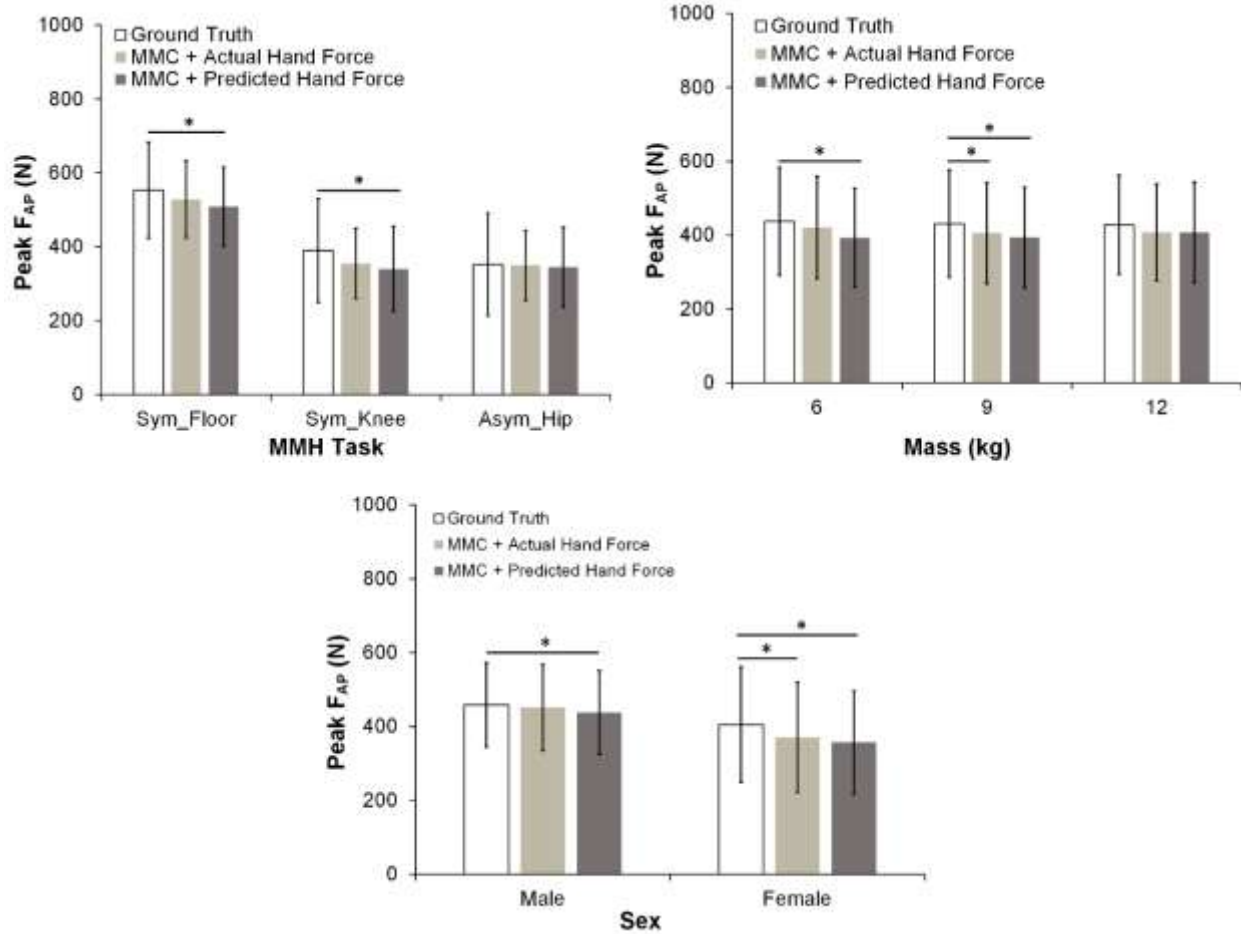 1000
800
600
400
200
0
Peak F_AP (N)
Ground Truth
MMC + Actual Hand Force
MMC + Predicted Hand Force
*
*
Sym_Floor Sym_Knee Asym_Hip
MMH Task
1000
800
600
400
200
0
Peak F_AP (N)
Ground Truth
MMC + Actual Hand Force
MMC + Predicted Hand Force
*
*
*
6 9 12
Mass (kg)
1000
800
600
400
200
0
Peak F_AP (N)
Ground Truth
MMC + Actual Hand Force
MMC + Predicted Hand Force
*
*
*
Male Female
Sex